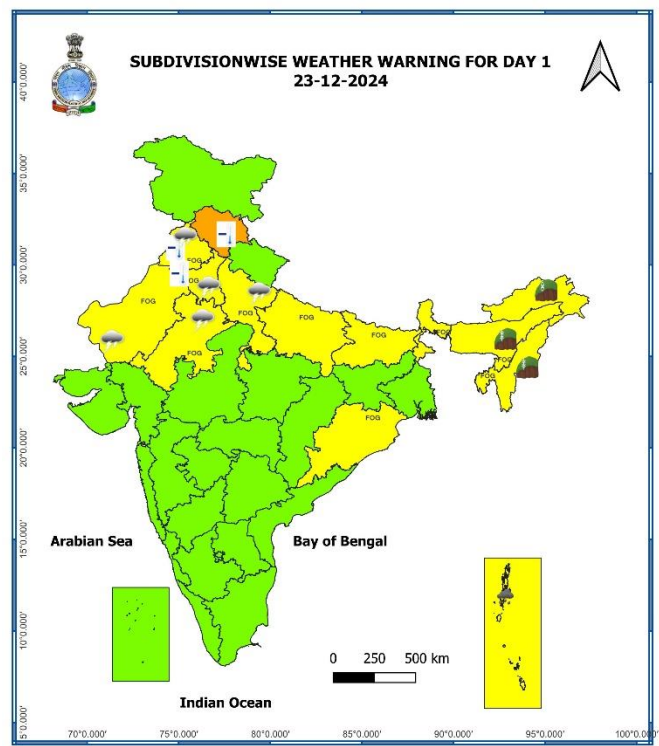 SUBDIVISIONWISE WEATHER WARNING FOR DAY 1
23-12-2024
40°0.000'
35°0.000'
30°0.000'
25°0.000'
20°0.000'
15°0.000'
10°0.000'
5°0.000'
FOG
FOG
FOG
FOG
FOG
FOG
FOG
FOG
FOG
FOG
Arabian Sea
Bay of Bengal
0 250 500 km
Indian Ocean
70°0.000' 75°0.000' 80°0.000' 85°0.000' 90°0.000' 95°0.000' 100°0.000'